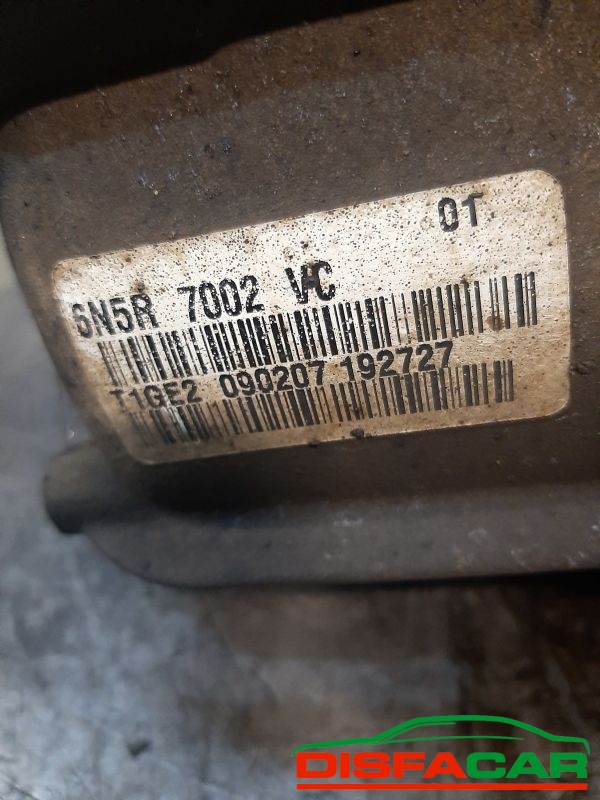 01
6N5R 7002 VC
T1GE2 090207 192727
DISFACAR